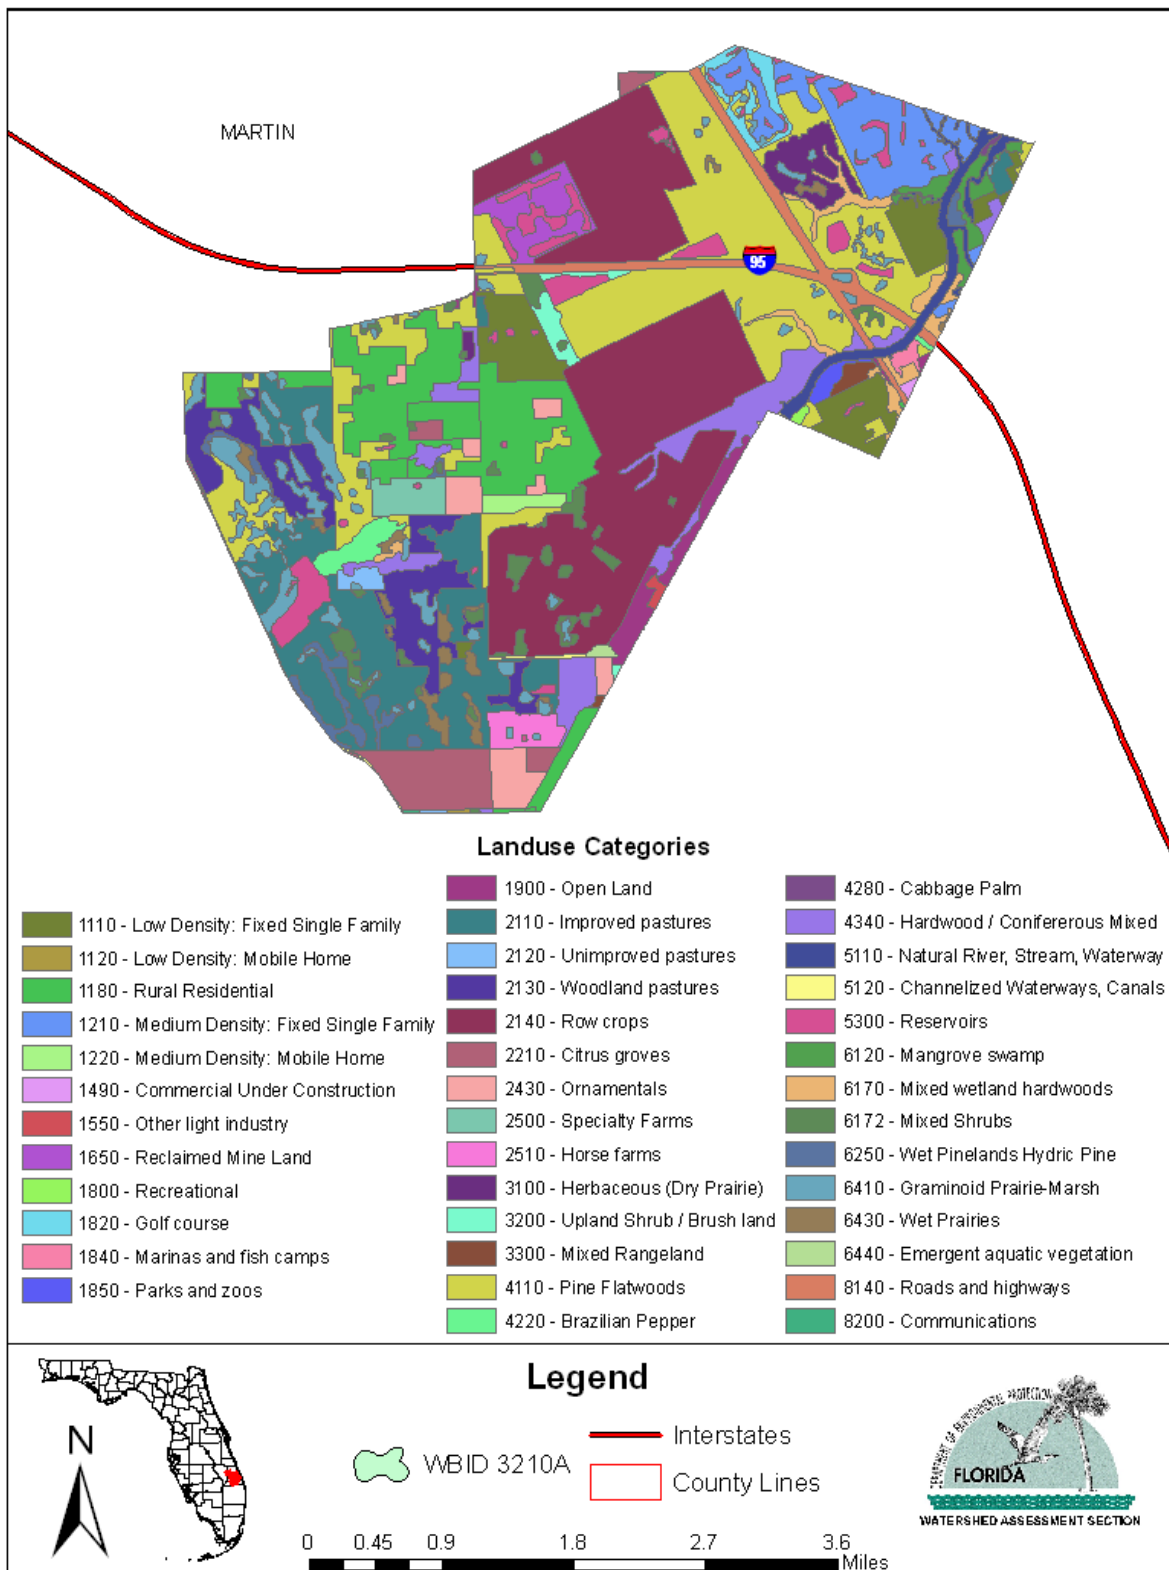 MARTIN
95
Landuse Categories
1110 - Low Density: Fixed Single Family
1120 - Low Density: Mobile Home
1180 - Rural Residential
1210 - Medium Density: Fixed Single Family
1220 - Medium Density: Mobile Home
1490 - Commercial Under Construction
1550 - Other light industry
1650 - Reclaimed Mine Land
1800 - Recreational
1820 - Golf course
1840 - Marinas and fish camps
1850 - Parks and zoos
1900 - Open Land
2110 - Improved pastures
2120 - Unimproved pastures
2130 - Woodland pastures
2140 - Row crops
2210 - Citrus groves
2430 - Ornamentals
2500 - Specialty Farms
2510 - Horse farms
3100 - Herbaceous (Dry Prairie)
3200 - Upland Shrub / Brush land
3300 - Mixed Rangeland
4110 - Pine Flatwoods
4220 - Brazilian Pepper
4280 - Cabbage Palm
4340 - Hardwood / Conifererous Mixed
5110 - Natural River, Stream, Waterway
5120 - Channelized Waterways, Canals
5300 - Reservoirs
6120 - Mangrove swamp
6170 - Mixed wetland hardwoods
6172 - Mixed Shrubs
6250 - Wet Pinelands Hydric Pine
6410 - Graminoid Prairie-Marsh
6430 - Wet Prairies
6440 - Emergent aquatic vegetation
8140 - Roads and highways
8200 - Communications
Legend
N
WBID 3210A
Interstates
County Lines
0 0.45 0.9 1.8 2.7 3.6
Miles
DEPARTMENT OF ENVIRONMENTAL PROTECTION
FLORIDA
WATERSHED ASSESSMENT SECTION